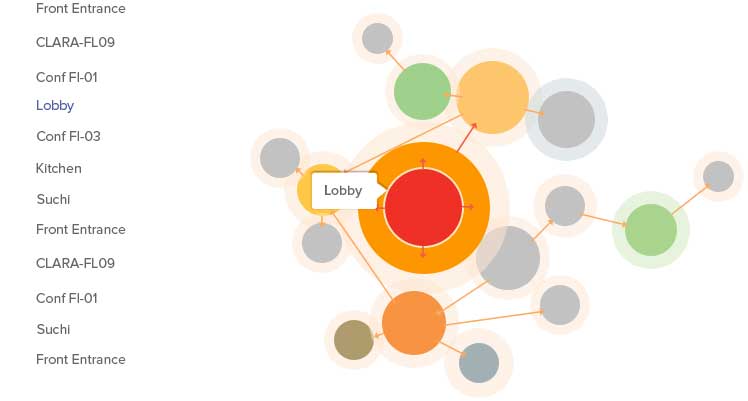 Front Entrance
CLARA-FL09
Conf Fl-01
Lobby
Conf Fl-03
Kitchen
Suchi
Front Entrance
CLARA-FL09
Conf Fl-01
Suchi
Front Entrance
Lobby